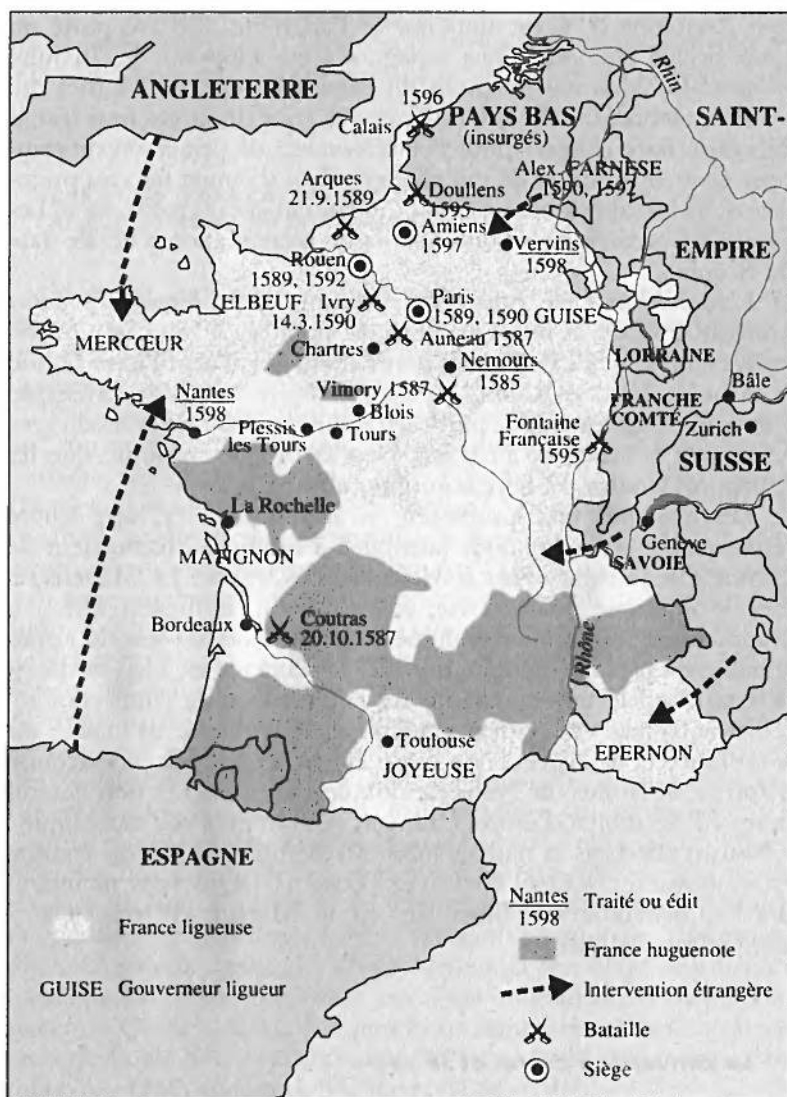 ANGLETERRE
1596
Calais
PAYS BAS
(insurgés)
Rhin
SAINT-
Arques
21.9.1589
Doullens
1595
Alex. FARNESE
1590, 1592
Amiens
1597
Vervins
1598
EMPIRE
Rouen
1589, 1592
ELBEUF
Ivry
14.3.1590
Paris
1589, 1590 GUISE
MERCŒUR
Auneau 1587
Chartres
LORRAINE
Nemours
1585
Nantes
1598
Vimory 1587
Blois
FRANCHE
COMTÉ
Bâle
Plessis
les Tours
Tours
Fontaine
Française
1595
Zurich
SUISSE
La Rochelle
Genève
MATIGNON
SAVOIE
Bordeaux
Coutras
20.10.1587
Rhône
Toulouse
JOYEUSE
EPERNON
ESPAGNE
France ligueuse
GUISE Gouverneur ligueur
Nantes
1598
Traité ou édit
France huguenote
Intervention étrangère
Bataille
Siège